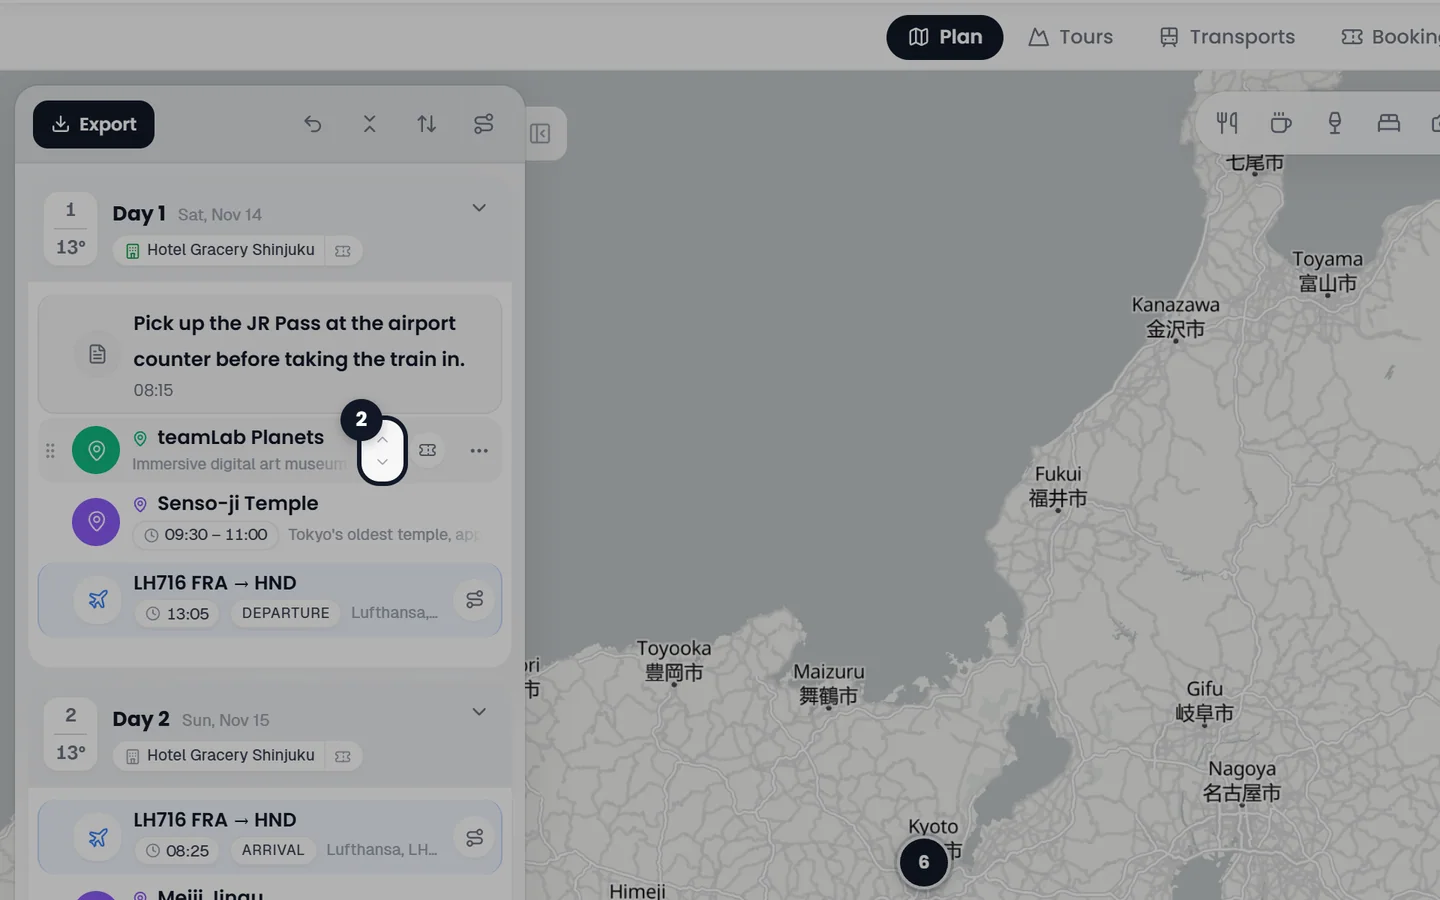 Plan
Tours
Transports
Export
1
13°
Day 1 Sat, Nov 14
Hotel Gracery Shinjuku
Pick up the JR Pass at the airport
counter before taking the train in.
08:15
2
teamLab Planets
Immersive digital art museum
Senso-ji Temple
09:30 – 11:00 Tokyo's oldest temple,
LH716 FRA → HND
13:05 DEPARTURE Lufthansa,...
2
13°
Day 2 Sun, Nov 15
Hotel Gracery Shinjuku
LH716 FRA → HND
08:25 ARRIVAL Lufthansa, LH...
Meiji Jingu
七尾市
Toyama
富山市
Kanazawa
金沢市
Fukui
福井市
Toyooka
豊岡市
Maizuru
舞鶴市
Gifu
岐阜市
Nagoya
名古屋市
Kyoto
市
6
Himeji